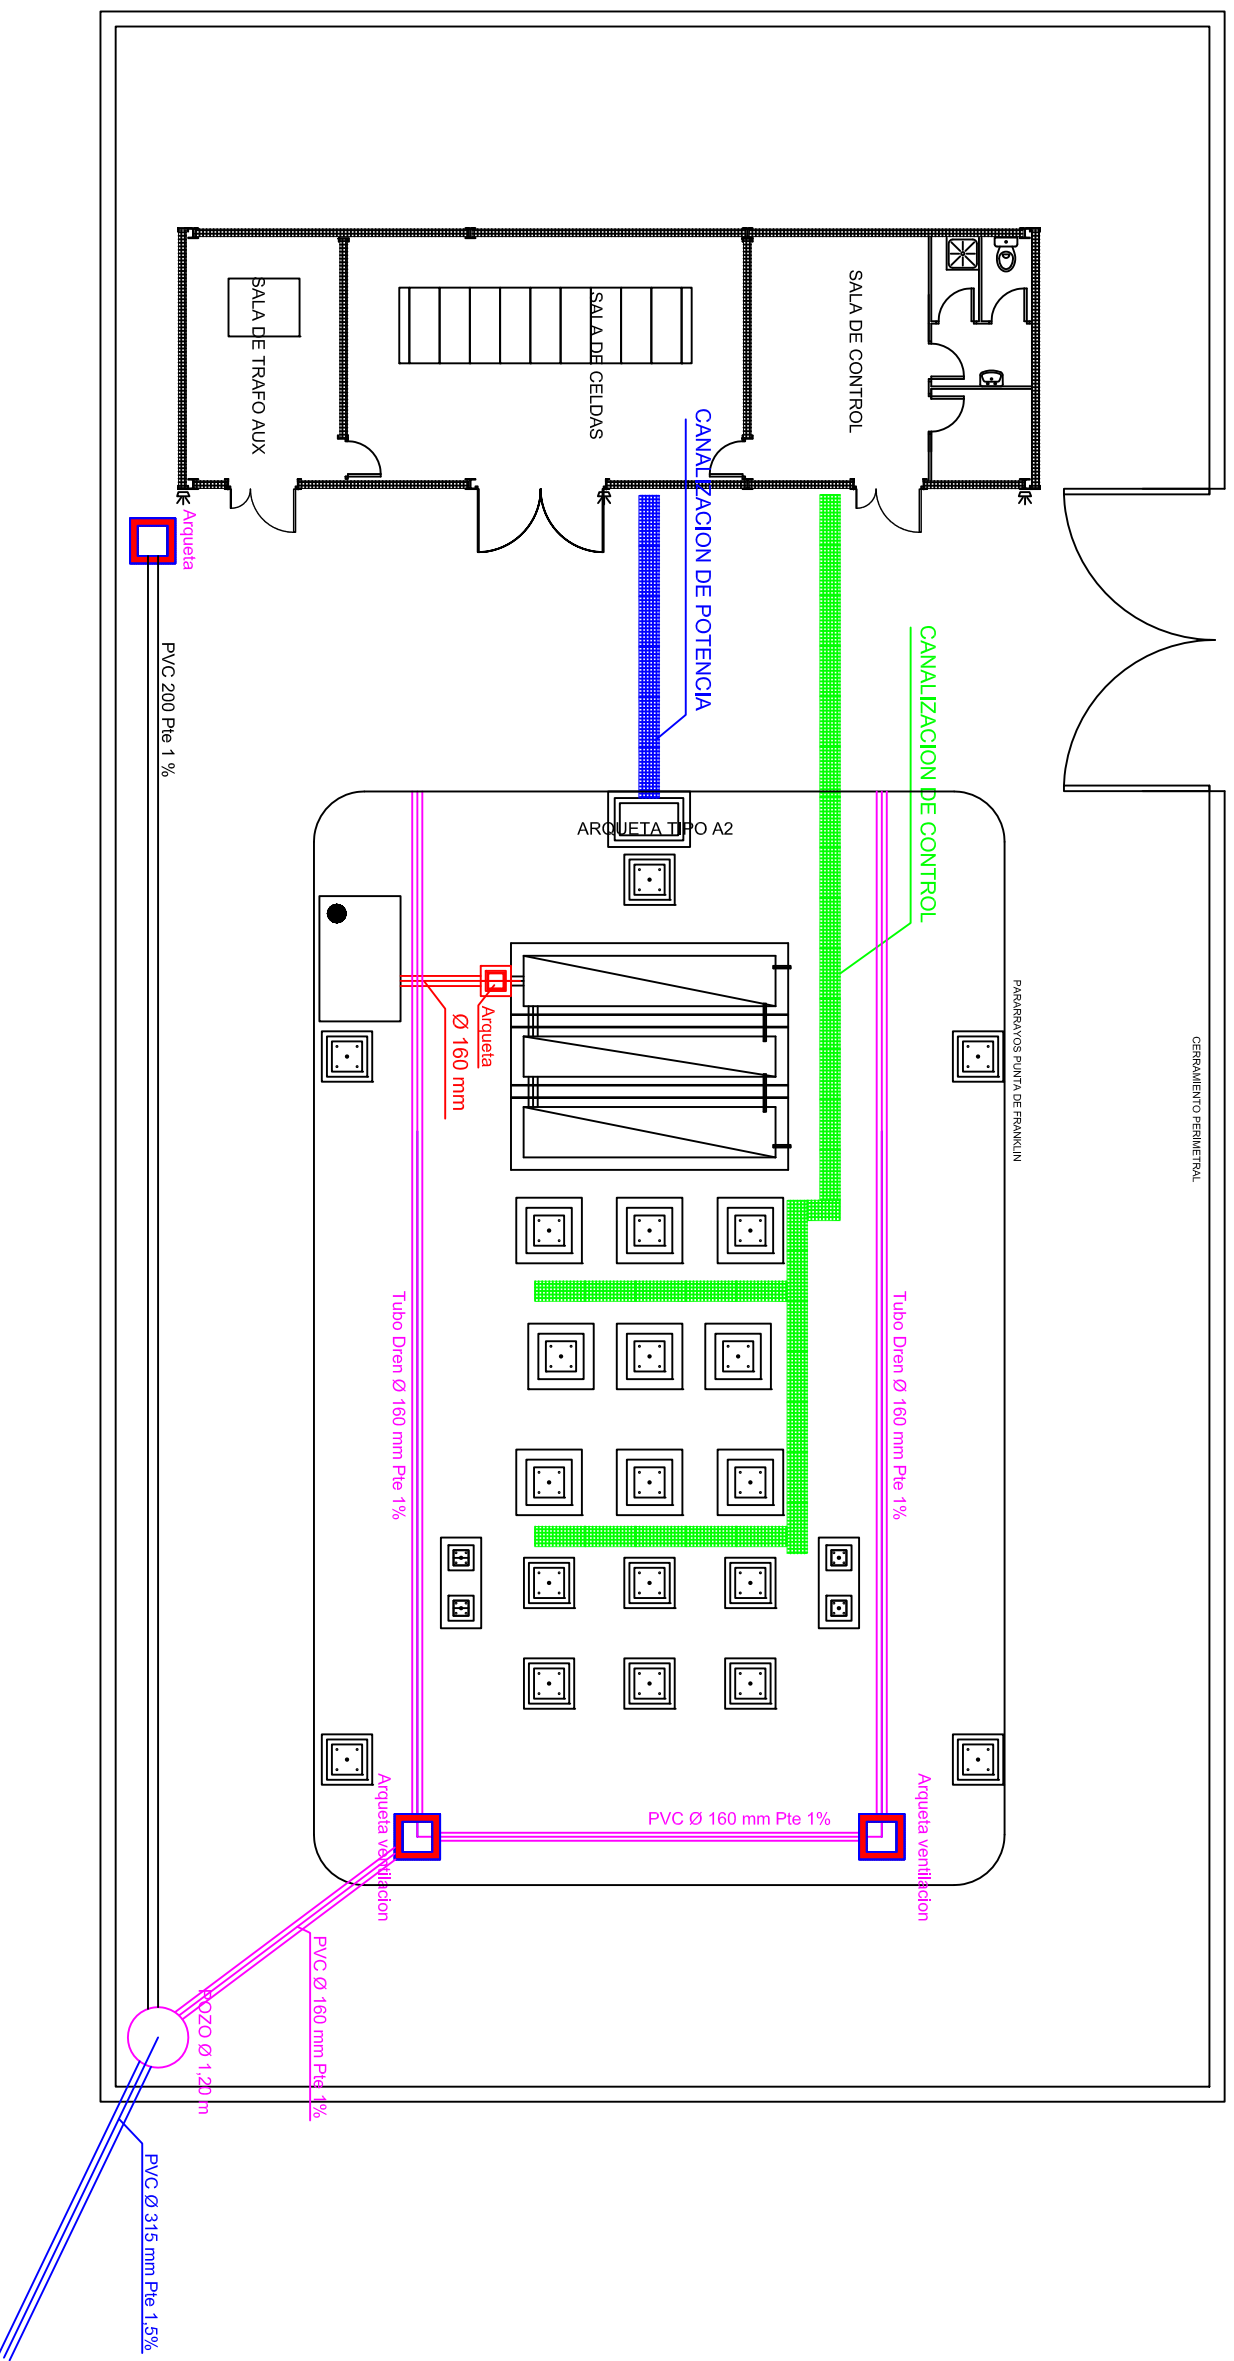 SALA DE TRAFO AUX
SALA DE CELDAS
SALA DE CONTROL
CANALIZACION DE POTENCIA
CANALIZACION DE CONTROL
Arqueta
PVC 200 Pte 1 %
ARQUETA TIPO A2
PARARRAYOS PUNTA DE FRANKLIN
CERRAMIENTO PERIMETRAL
Arqueta
Ø 160 mm
Tubo Dren Ø 160 mm Pte 1%
Tubo Dren Ø 160 mm Pte 1%
Arqueta ventilacion
PVC Ø 160 mm Pte 1%
Arqueta ventilacion
PVC Ø 160 mm Pte 1%
POZO Ø 1,20 m
PVC Ø 315 mm Pte 1,5%